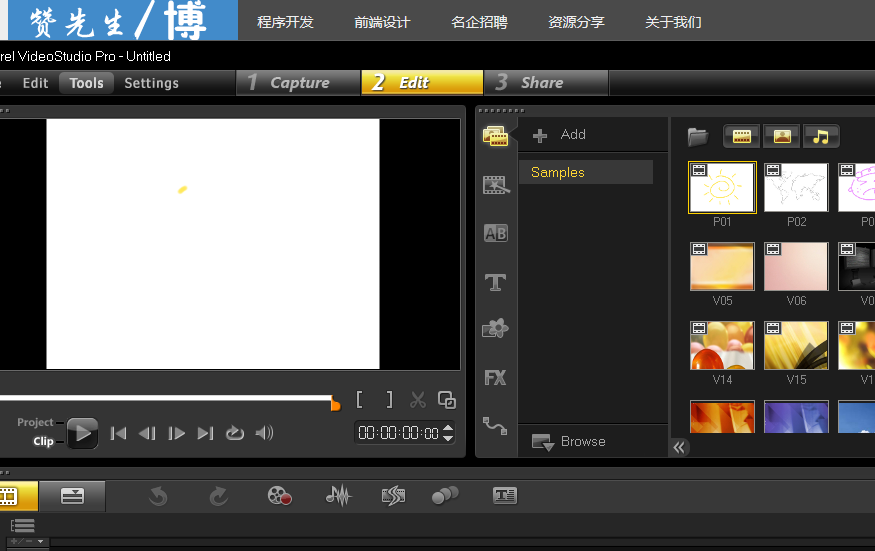 赞先生/博
程序开发 前端设计 名企招聘 资源分享 关于我们
rel VideoStudio Pro - Untitled
Edit Tools Settings 1 Capture 2 Edit 3 Share
Add
Samples
P01 P02
V05 V06
V14 V15
AB
T
FX
Project
Clip
00:00:00:00
Browse